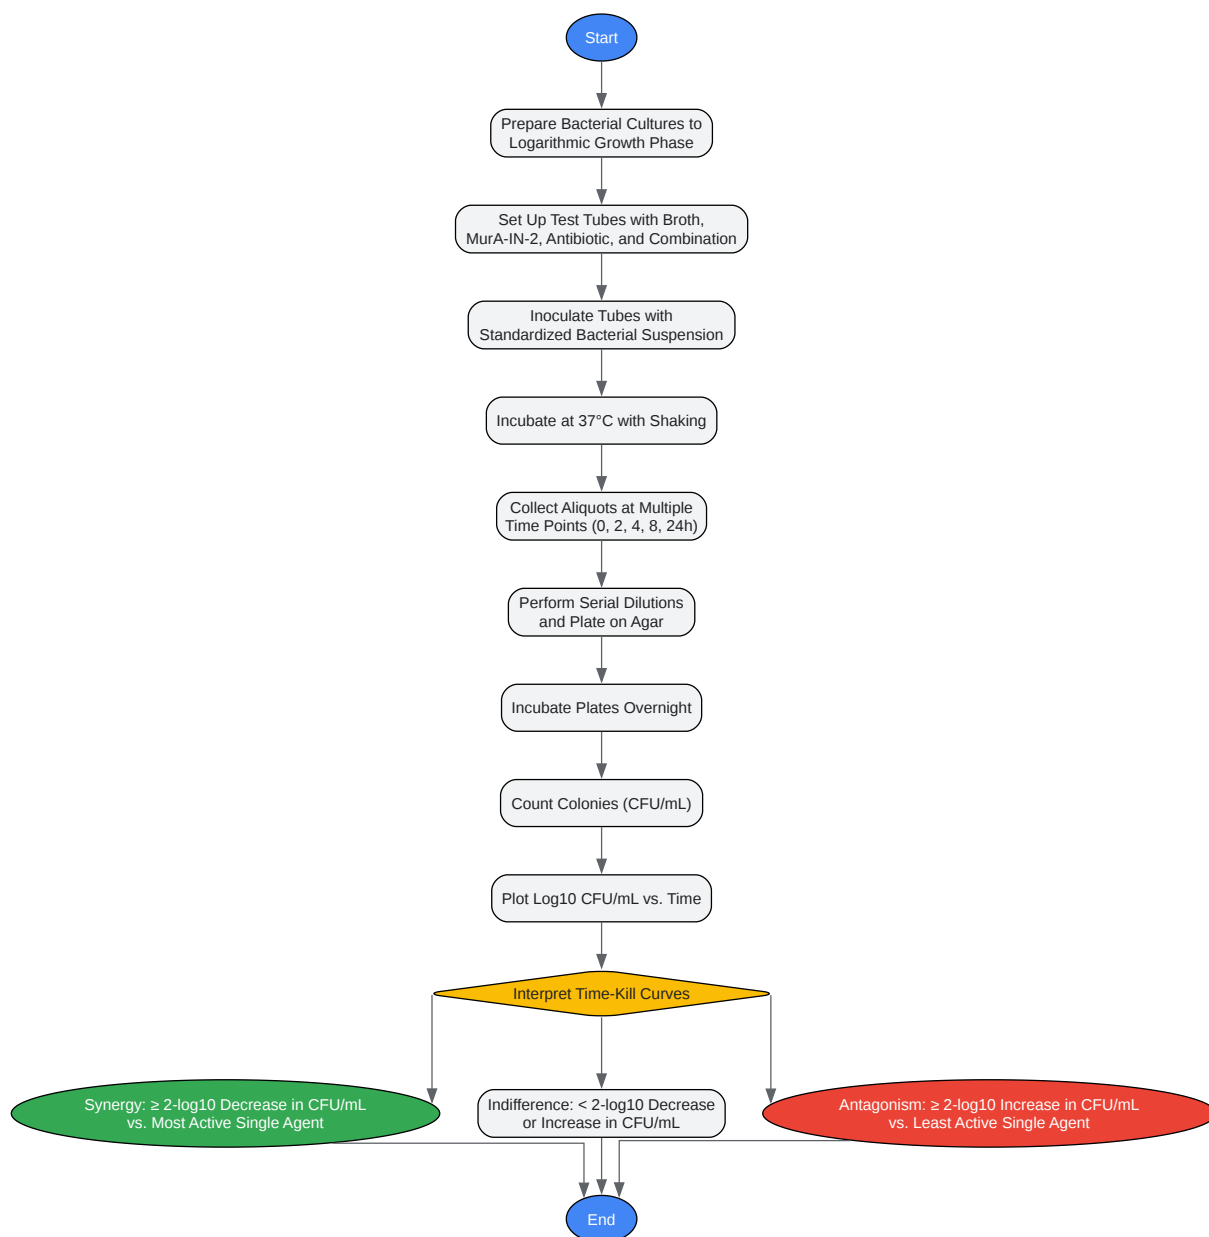 Start
Prepare Bacterial Cultures to
Logarithmic Growth Phase
Set Up Test Tubes with Broth,
MurA-IN-2, Antibiotic, and Combination
Inoculate Tubes with
Standardized Bacterial Suspension
Incubate at 37°C with Shaking
Collect Aliquots at Multiple
Time Points (0, 2, 4, 8, 24h)
Perform Serial Dilutions
and Plate on Agar
Incubate Plates Overnight
Count Colonies (CFU/mL)
Plot Log10 CFU/mL vs. Time
Interpret Time-Kill Curves
Synergy: ≥ 2-log10 Decrease in CFU/mL
vs. Most Active Single Agent
Indifference: < 2-log10 Decrease
or Increase in CFU/mL
Antagonism: ≥ 2-log10 Increase in CFU/mL
vs. Least Active Single Agent
End